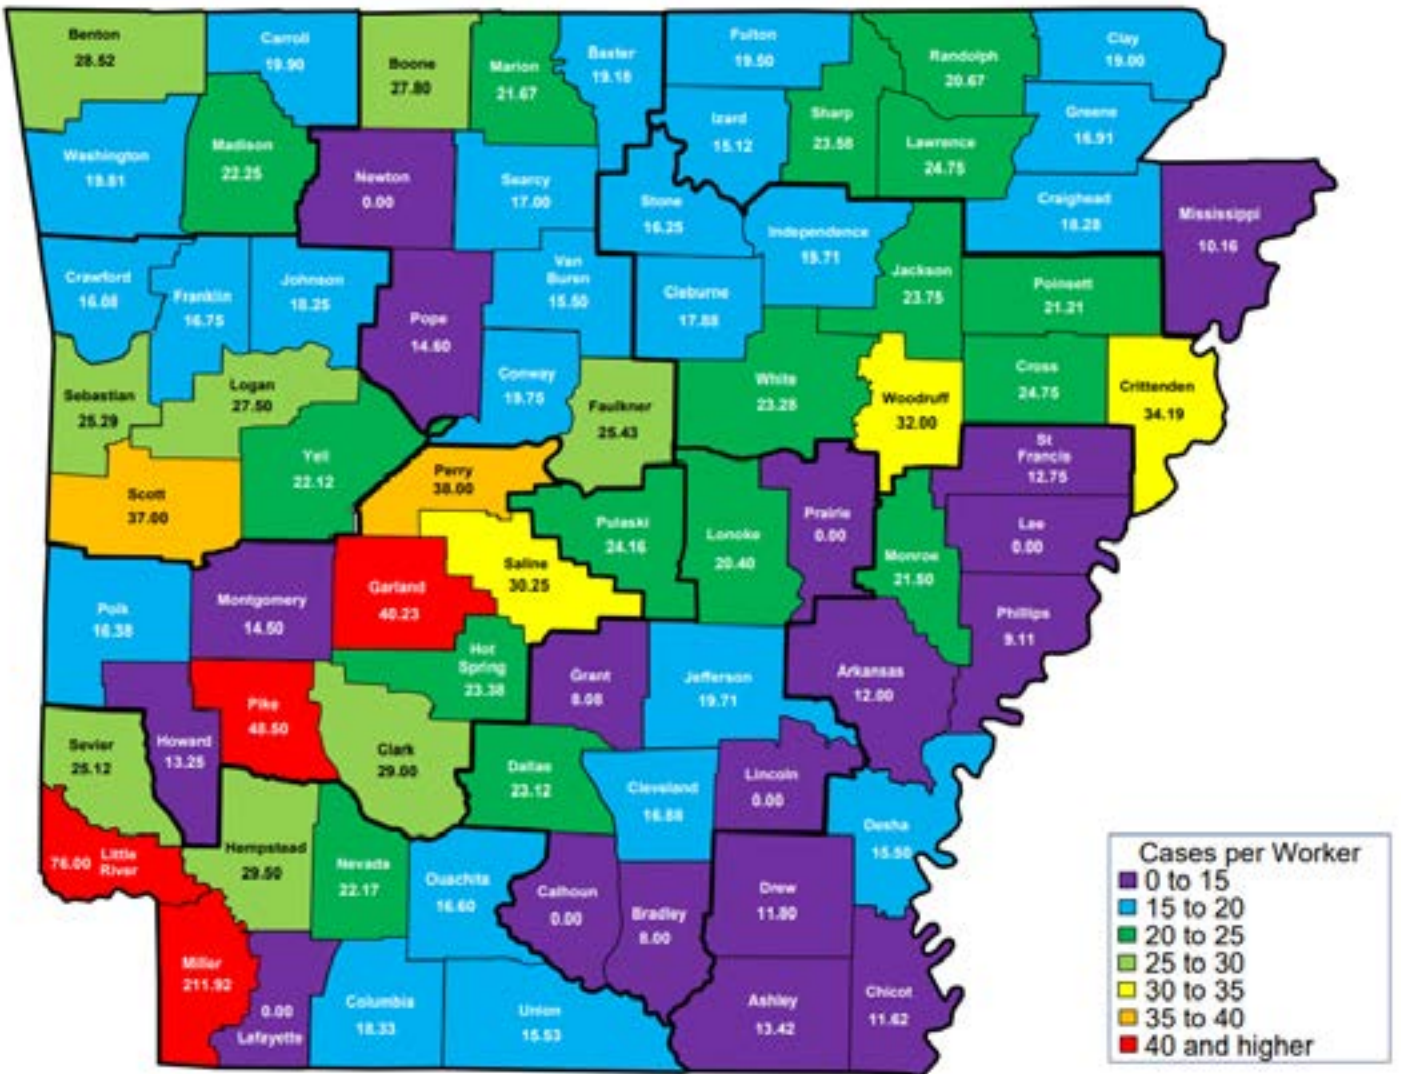 Benton
28.52
Carroll
19.90
Boone
27.80
Marion
21.67
Baxter
19.18
Fulton
19.50
Randolph
20.67
Clay
19.00
Izard
15.12
Sharp
23.58
Lawrence
24.75
Greene
16.91
Washington
19.81
Madison
22.25
Newton
0.00
Searcy
17.00
Stone
16.25
Independence
19.71
Craighead
18.28
Mississippi
10.16
Crawford
16.08
Franklin
16.75
Johnson
18.25
Pope
14.60
Van
Buren
15.50
Cleburne
17.88
Jackson
23.75
Poinsett
21.21
Sebastian
25.29
Logan
27.50
Conway
19.75
Faulkner
25.43
White
23.28
Woodruff
32.00
Cross
24.75
Crittenden
34.19
Scott
37.00
Yell
22.12
Perry
38.00
Pulaski
24.16
Lonoke
20.40
Prairie
0.00
St
Francis
12.75
Lee
0.00
Monroe
21.50
Phillips
9.11
Polk
16.38
Montgomery
14.50
Garland
40.23
Saline
30.25
Hot
Spring
23.38
Grant
8.08
Jefferson
19.71
Arkansas
12.00
Sevier
25.12
Howard
13.25
Pike
48.50
Clark
29.00
Dallas
23.12
Cleveland
16.88
Lincoln
0.00
Desha
15.50
76.00 Little
River
Hempstead
29.50
Nevada
22.17
Ouachita
16.60
Calhoun
0.00
Bradley
8.00
Drew
11.80
Miller
211.92
0.00
Lafayette
Columbia
18.33
Union
15.53
Ashley
13.42
Chicot
11.62
Cases per Worker
0 to 15
15 to 20
20 to 25
25 to 30
30 to 35
35 to 40
40 and higher